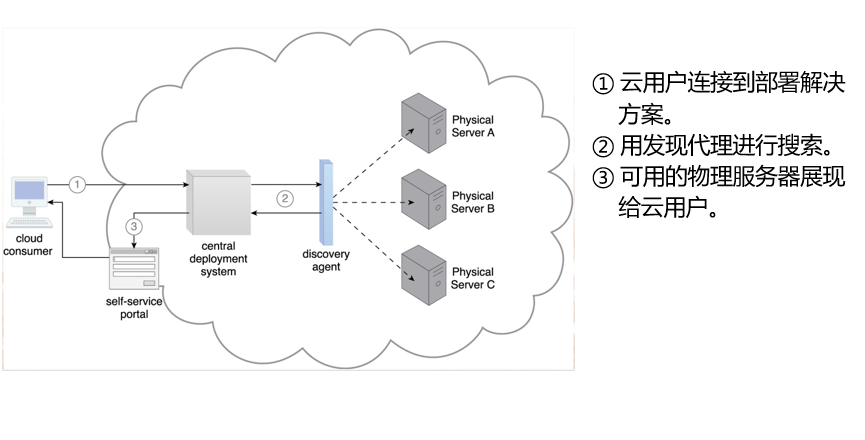 Physical
Server A
1
2
Physical
Server B
3
cloud
consumer
central
deployment
system
discovery
agent
Physical
Server C
self-service
portal
① 云用户连接到部署解决
方案。
② 用发现代理进行搜索。
③ 可用的物理服务器展现
给云用户。